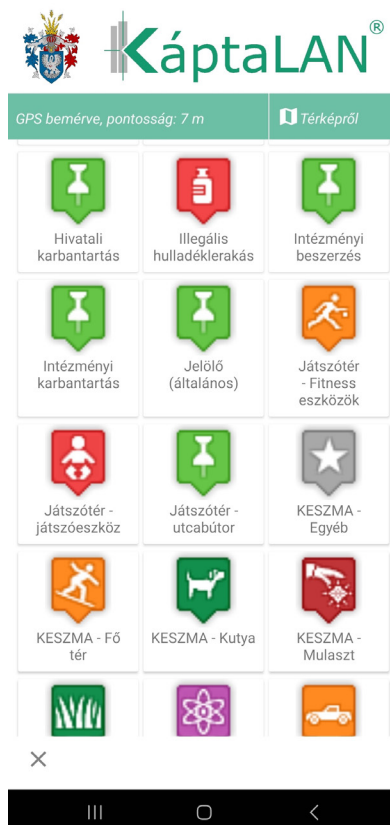 KáptaLAN®
GPS bemérve, pontosság: 7 m
Térképről
Hivatali
karbantartás
Illegális
hulladéklerakás
Intézményi
beszerzés
Intézményi
karbantartás
Jelölő
(általános)
Játszótér
- Fitness
eszközök
Játszótér -
játszóeszköz
Játszótér -
utcabútor
KESZMA -
Egyéb
KESZMA - Fő
tér
KESZMA - Kutya
KESZMA -
Mulaszt